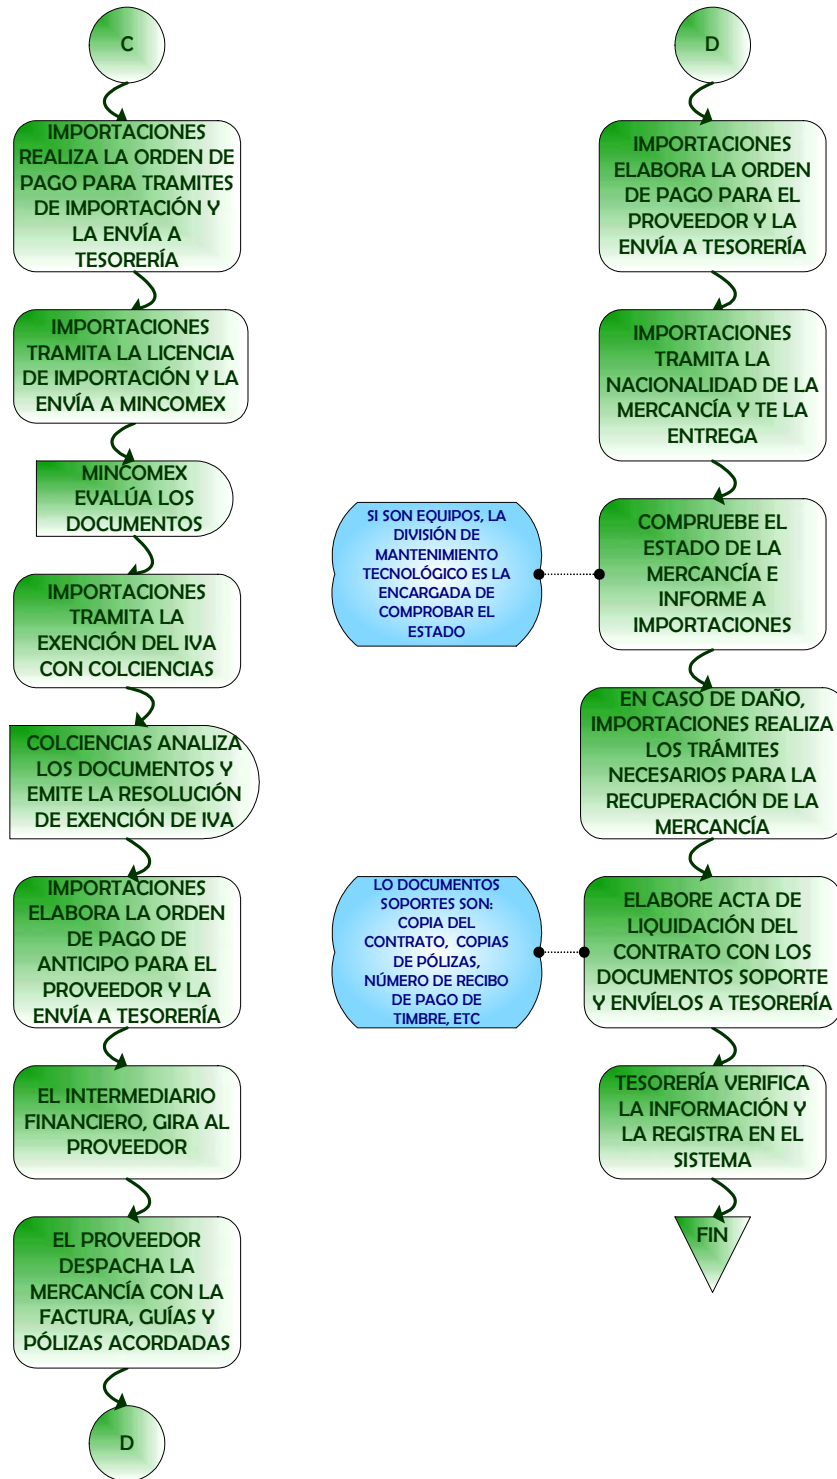 C
IMPORTACIONES
REALIZA LA ORDEN DE
PAGO PARA TRAMITES
DE IMPORTACIÓN Y
LA ENVÍA A
TESORERÍA
IMPORTACIONES
TRAMITA LA LICENCIA
DE IMPORTACIÓN Y LA
ENVÍA A MINCOMEX
MINCOMEX
EVALÚA LOS
DOCUMENTOS
IMPORTACIONES
TRAMITA LA
EXENCIÓN DEL IVA
CON COLCIENCIAS
COLCIENCIAS ANALIZA
LOS DOCUMENTOS Y
EMITE LA RESOLUCIÓN
DE EXENCIÓN DE IVA
IMPORTACIONES
ELABORA LA ORDEN
DE PAGO DE
ANTICIPO PARA EL
PROVEEDOR Y LA
ENVÍA A TESORERÍA
EL INTERMEDIARIO
FINANCIERO, GIRA AL
PROVEEDOR
EL PROVEEDOR
DESPACHA LA
MERCANCÍA CON LA
FACTURA, GUÍAS Y
PÓLIZAS ACORDADAS
D
D
IMPORTACIONES
ELABORA LA ORDEN
DE PAGO PARA EL
PROVEEDOR Y LA
ENVÍA A TESORERÍA
IMPORTACIONES
TRAMITA LA
NACIONALIDAD DE LA
MERCANCÍA Y TE LA
ENTREGA
SI SON EQUIPOS, LA
DIVISIÓN DE
MANTENIMIENTO
TECNOLÓGICO ES LA
ENCARGADA DE
COMPROBAR EL
ESTADO
COMPRUEBE EL
ESTADO DE LA
MERCANCÍA E
INFORME A
IMPORTACIONES
EN CASO DE DAÑO,
IMPORTACIONES REALIZA
LOS TRÁMITES
NECESARIOS PARA LA
RECUPERACIÓN DE LA
MERCANCÍA
LO DOCUMENTOS
SOPORTES SON:
COPIA DEL
CONTRATO, COPIAS
DE PÓLIZAS,
NÚMERO DE RECIBO
DE PAGO DE
TIMBRE, ETC
ELABORE ACTA DE
LIQUIDACIÓN DEL
CONTRATO CON LOS
DOCUMENTOS SOPORTE
Y ENVÍELOS A TESORERÍA
TESORERÍA VERIFICA
LA INFORMACIÓN Y
LA REGISTRA EN EL
SISTEMA
FIN